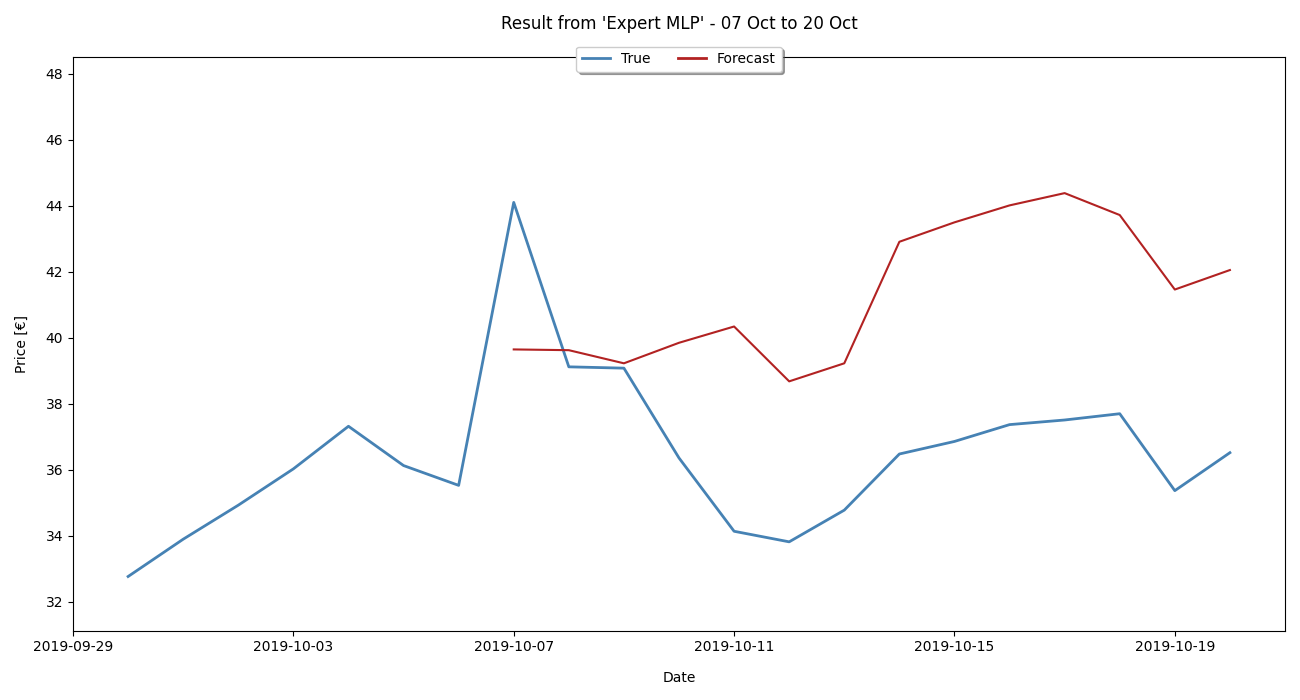 Result from 'Expert MLP' - 07 Oct to 20 Oct
True Forecast
Price [€]
48
46
44
42
40
38
36
34
32
2019-09-29 2019-10-03 2019-10-07 2019-10-11 2019-10-15 2019-10-19
Date